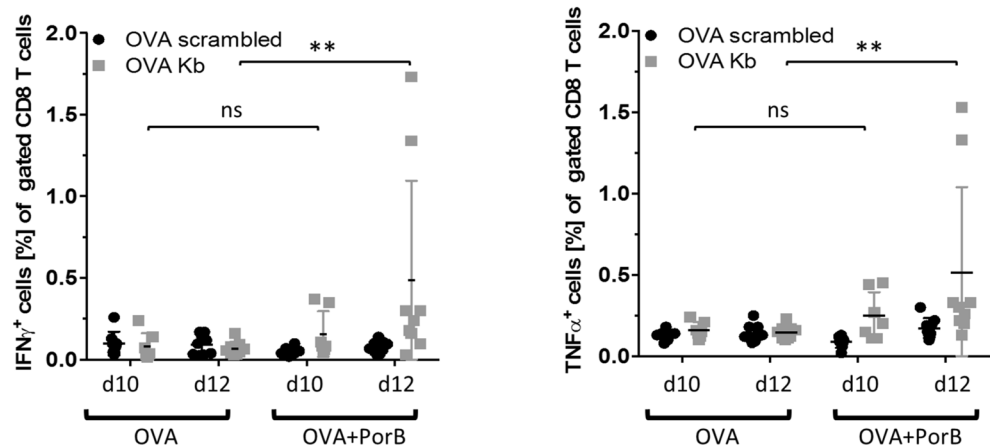 IFNγ⁺ cells [%] of gated CD8 T cells
2.0
1.5
1.0
0.5
0.0
OVA scrambled
OVA Kb
**
ns
d10 d12 d10 d12
OVA OVA+PorB
TNFα⁺ cells [%] of gated CD8 T cells
2.0
1.5
1.0
0.5
0.0
OVA scrambled
OVA Kb
**
ns
d10 d12 d10 d12
OVA OVA+PorB